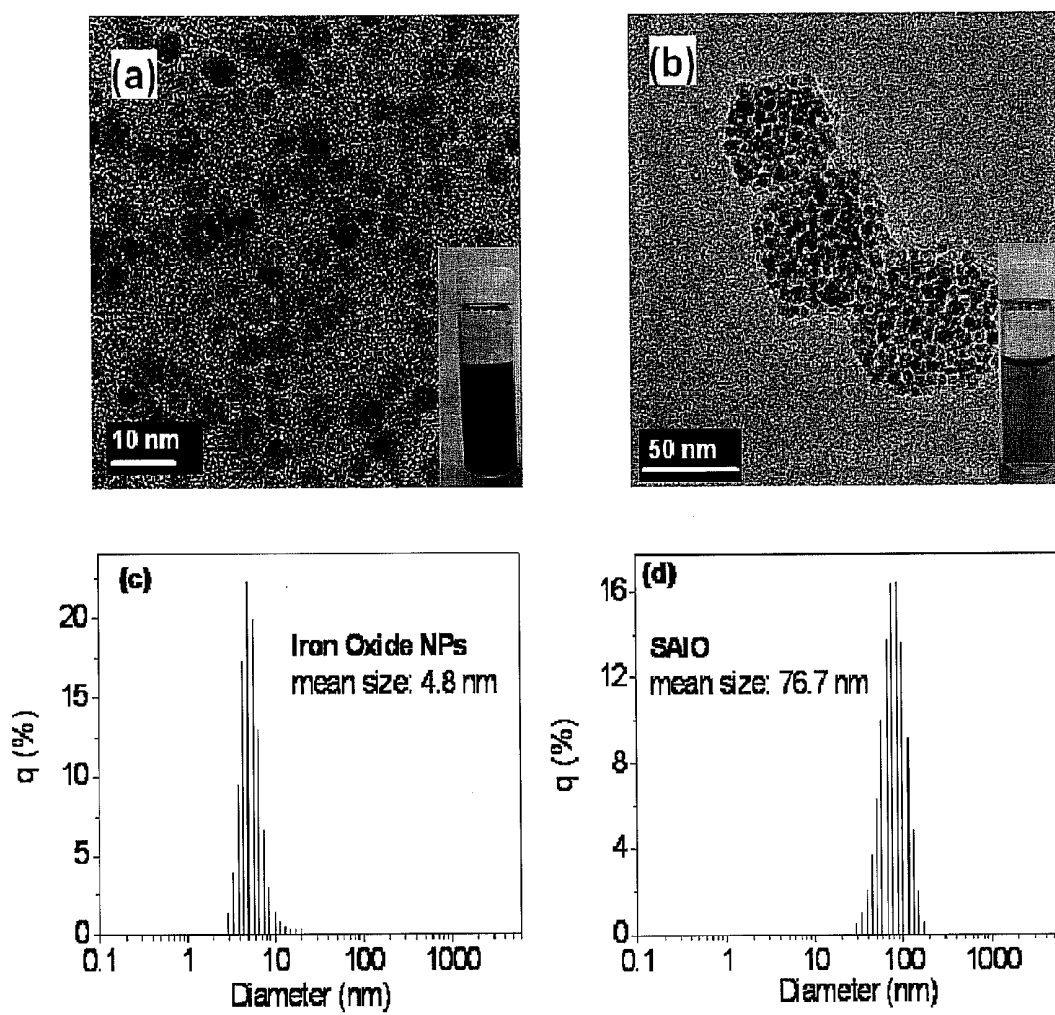 (a)
10 nm
(b)
50 nm
(c)
Iron Oxide NPs
mean size: 4.8 nm
q (%)
20
15
10
5
0
0.1 1 10 100 1000
Diameter (nm)
(d)
SAIO
mean size: 76.7 nm
q (%)
16
12
8
4
0
0.1 1 10 100 1000
Diameter (nm)